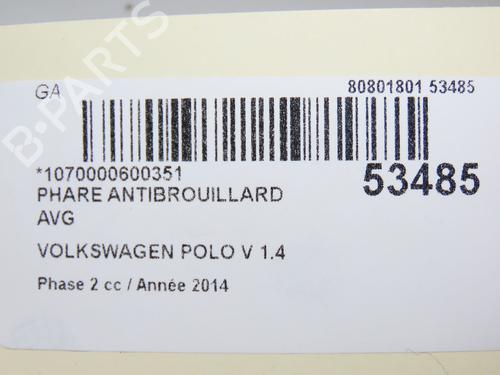 GA
80801801 53485
*1070000600351
53485
PHARE ANTIBROUILLARD
AVG
VOLKSWAGEN POLO V 1.4
Phase 2 cc / Année 2014
B-PARTS